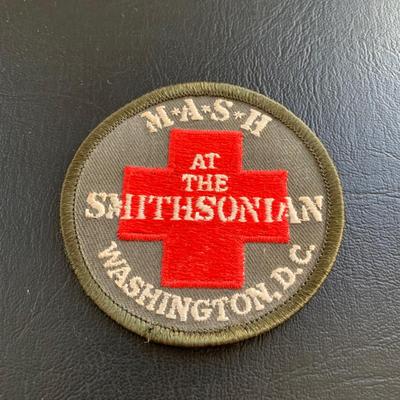 M*A*S*H
AT
THE
SMITHSONIAN
WASHINGTON, D.C.